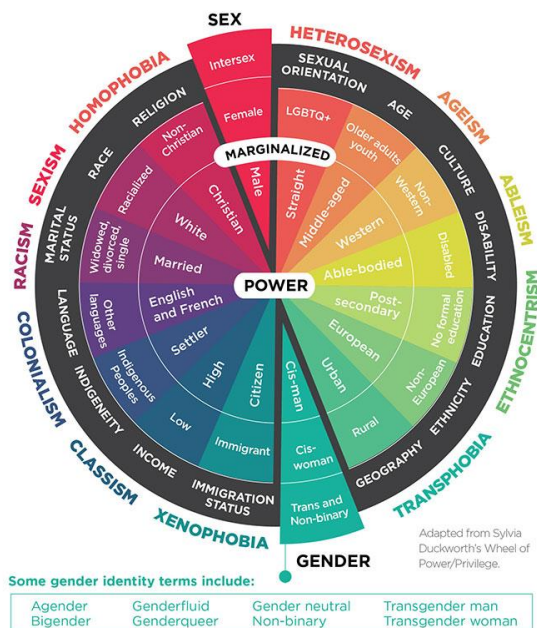 SEX
Intersex
Female
Male
HETEROSEXISM
SEXUAL
ORIENTATION
LGBTQ+
Straight
AGEISM
AGE
Older adults
youth
Middle-aged
CULTURE
Non-
Western
Western
ABLEISM
DISABILITY
Disabled
Able-bodied
EDUCATION
No formal
education
Post-
secondary
ETHNOCENTRISM
ETHNICITY
Non-
European
European
GEOGRAPHY
Rural
Urban
TRANSPHOBIA
Cis-man
Cis-
woman
Trans and
Non-binary
GENDER
XENOPHOBIA
IMMIGRATION
STATUS
Immigrant
Citizen
CLASSISM
INCOME
Low
High
COLONIALISM
INDIGENEITY
Indigenous
Peoples
Settler
LANGUAGE
Other
languages
English
and French
RACISM
MARITAL
STATUS
Widowed,
divorced,
single
Married
SEXISM
RACE
Racialized
White
HOMOPHOBIA
RELIGION
Non-
Christian
Christian
MARGINALIZED
POWER
Adapted from Sylvia
Duckworth's Wheel of
Power/Privilege.
Some gender identity terms include:
Agender Genderfluid Gender neutral Transgender man
Bigender Genderqueer Non-binary Transgender woman